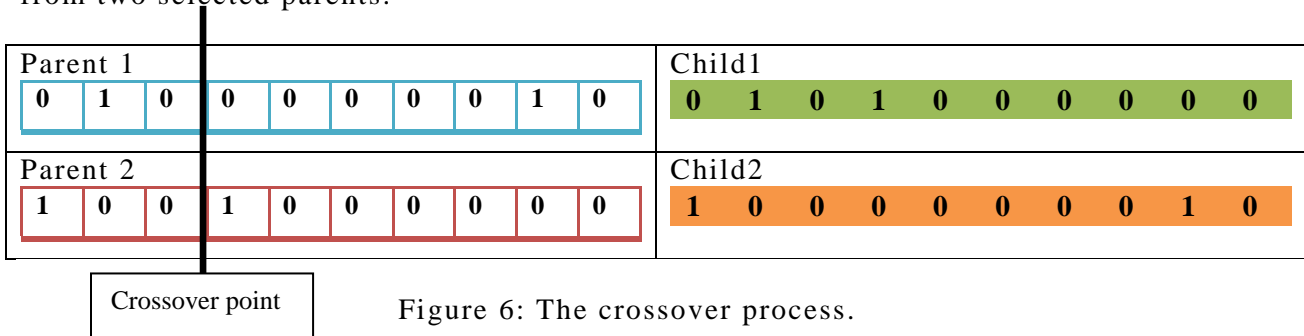 from two selected parents.
Parent 1
0 1 0 0 0 0 0 0 1 0
Child1
0 1 0 1 0 0 0 0 0 0
Parent 2
1 0 0 1 0 0 0 0 0 0
Child2
1 0 0 0 0 0 0 0 1 0
Crossover point
Figure 6: The crossover process.